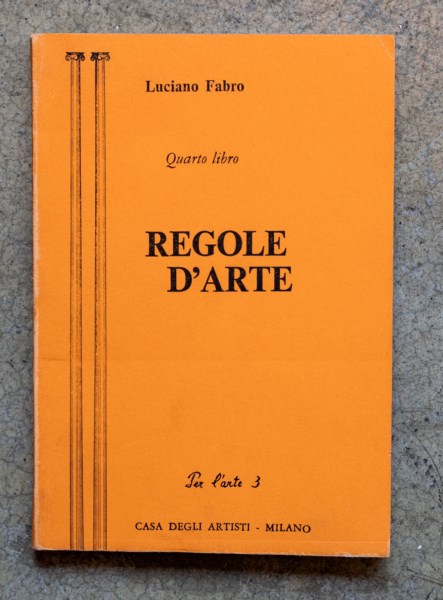 Luciano Fabro
Quarto libro
REGOLE
D'ARTE
Per l'arte 3
CASA DEGLI ARTISTI - MILANO